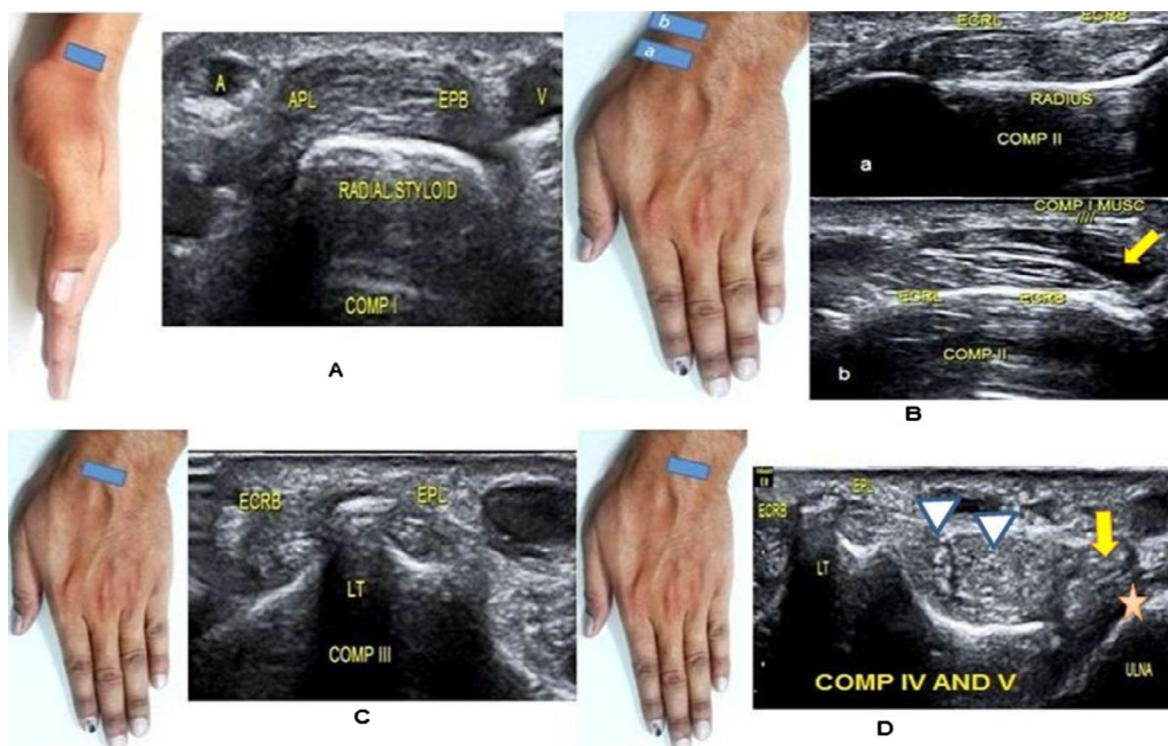 A
V
APL
EPB
RADIAL STYLOID
COMP I
A
b
a
ECRL
ECRB
RADIUS
COMP II
a
COMP I MUSC
////
ECRL
ECRB
COMP II
b
B
ECRB
EPL
LT
COMP III
C
EPL
ECRB
LT
ULNA
COMP IV AND V
D